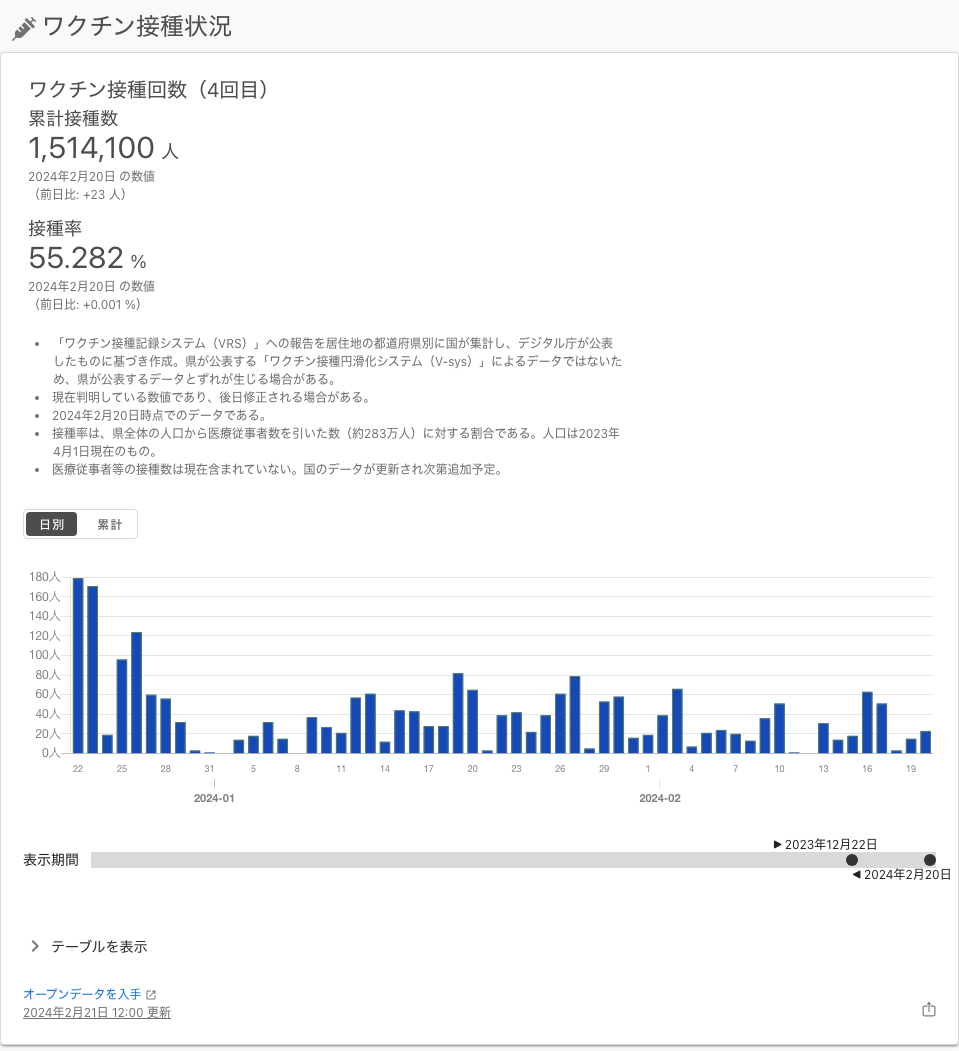 ワクチン接種状況
ワクチン接種回数（4回目）
累計接種数
1,514,100 人
2024年2月20日 の数値
（前日比: +23 人）
接種率
55.282 %
2024年2月20日 の数値
（前日比: +0.001 %）
• 「ワクチン接種記録システム（VRS）」への報告を居住地の都道府県別に国が集計し、デジタル庁が公表
したものに基づき作成。県が公表する「ワクチン接種円滑化システム（V-sys）」によるデータではないた
め、県が公表するデータとずれが生じる場合がある。
• 現在判明している数値であり、後日修正される場合がある。
• 2024年2月20日時点でのデータである。
• 接種率は、県全体の人口から医療従事者数を引いた数（約283万人）に対する割合である。人口は2023年
4月1日現在のもの。
• 医療従事者等の接種数は現在含まれていない。国のデータが更新され次第追加予定。
日別 累計
180人
160人
140人
120人
100人
80人
60人
40人
20人
0人
22 25 28 31 5 8 11 14 17 20 23 26 29 1 4 7 10 13 16 19
2024-01 2024-02
2023年12月22日
表示期間
2024年2月20日
テーブルを表示
オープンデータを入手
2024年2月21日 12:00 更新